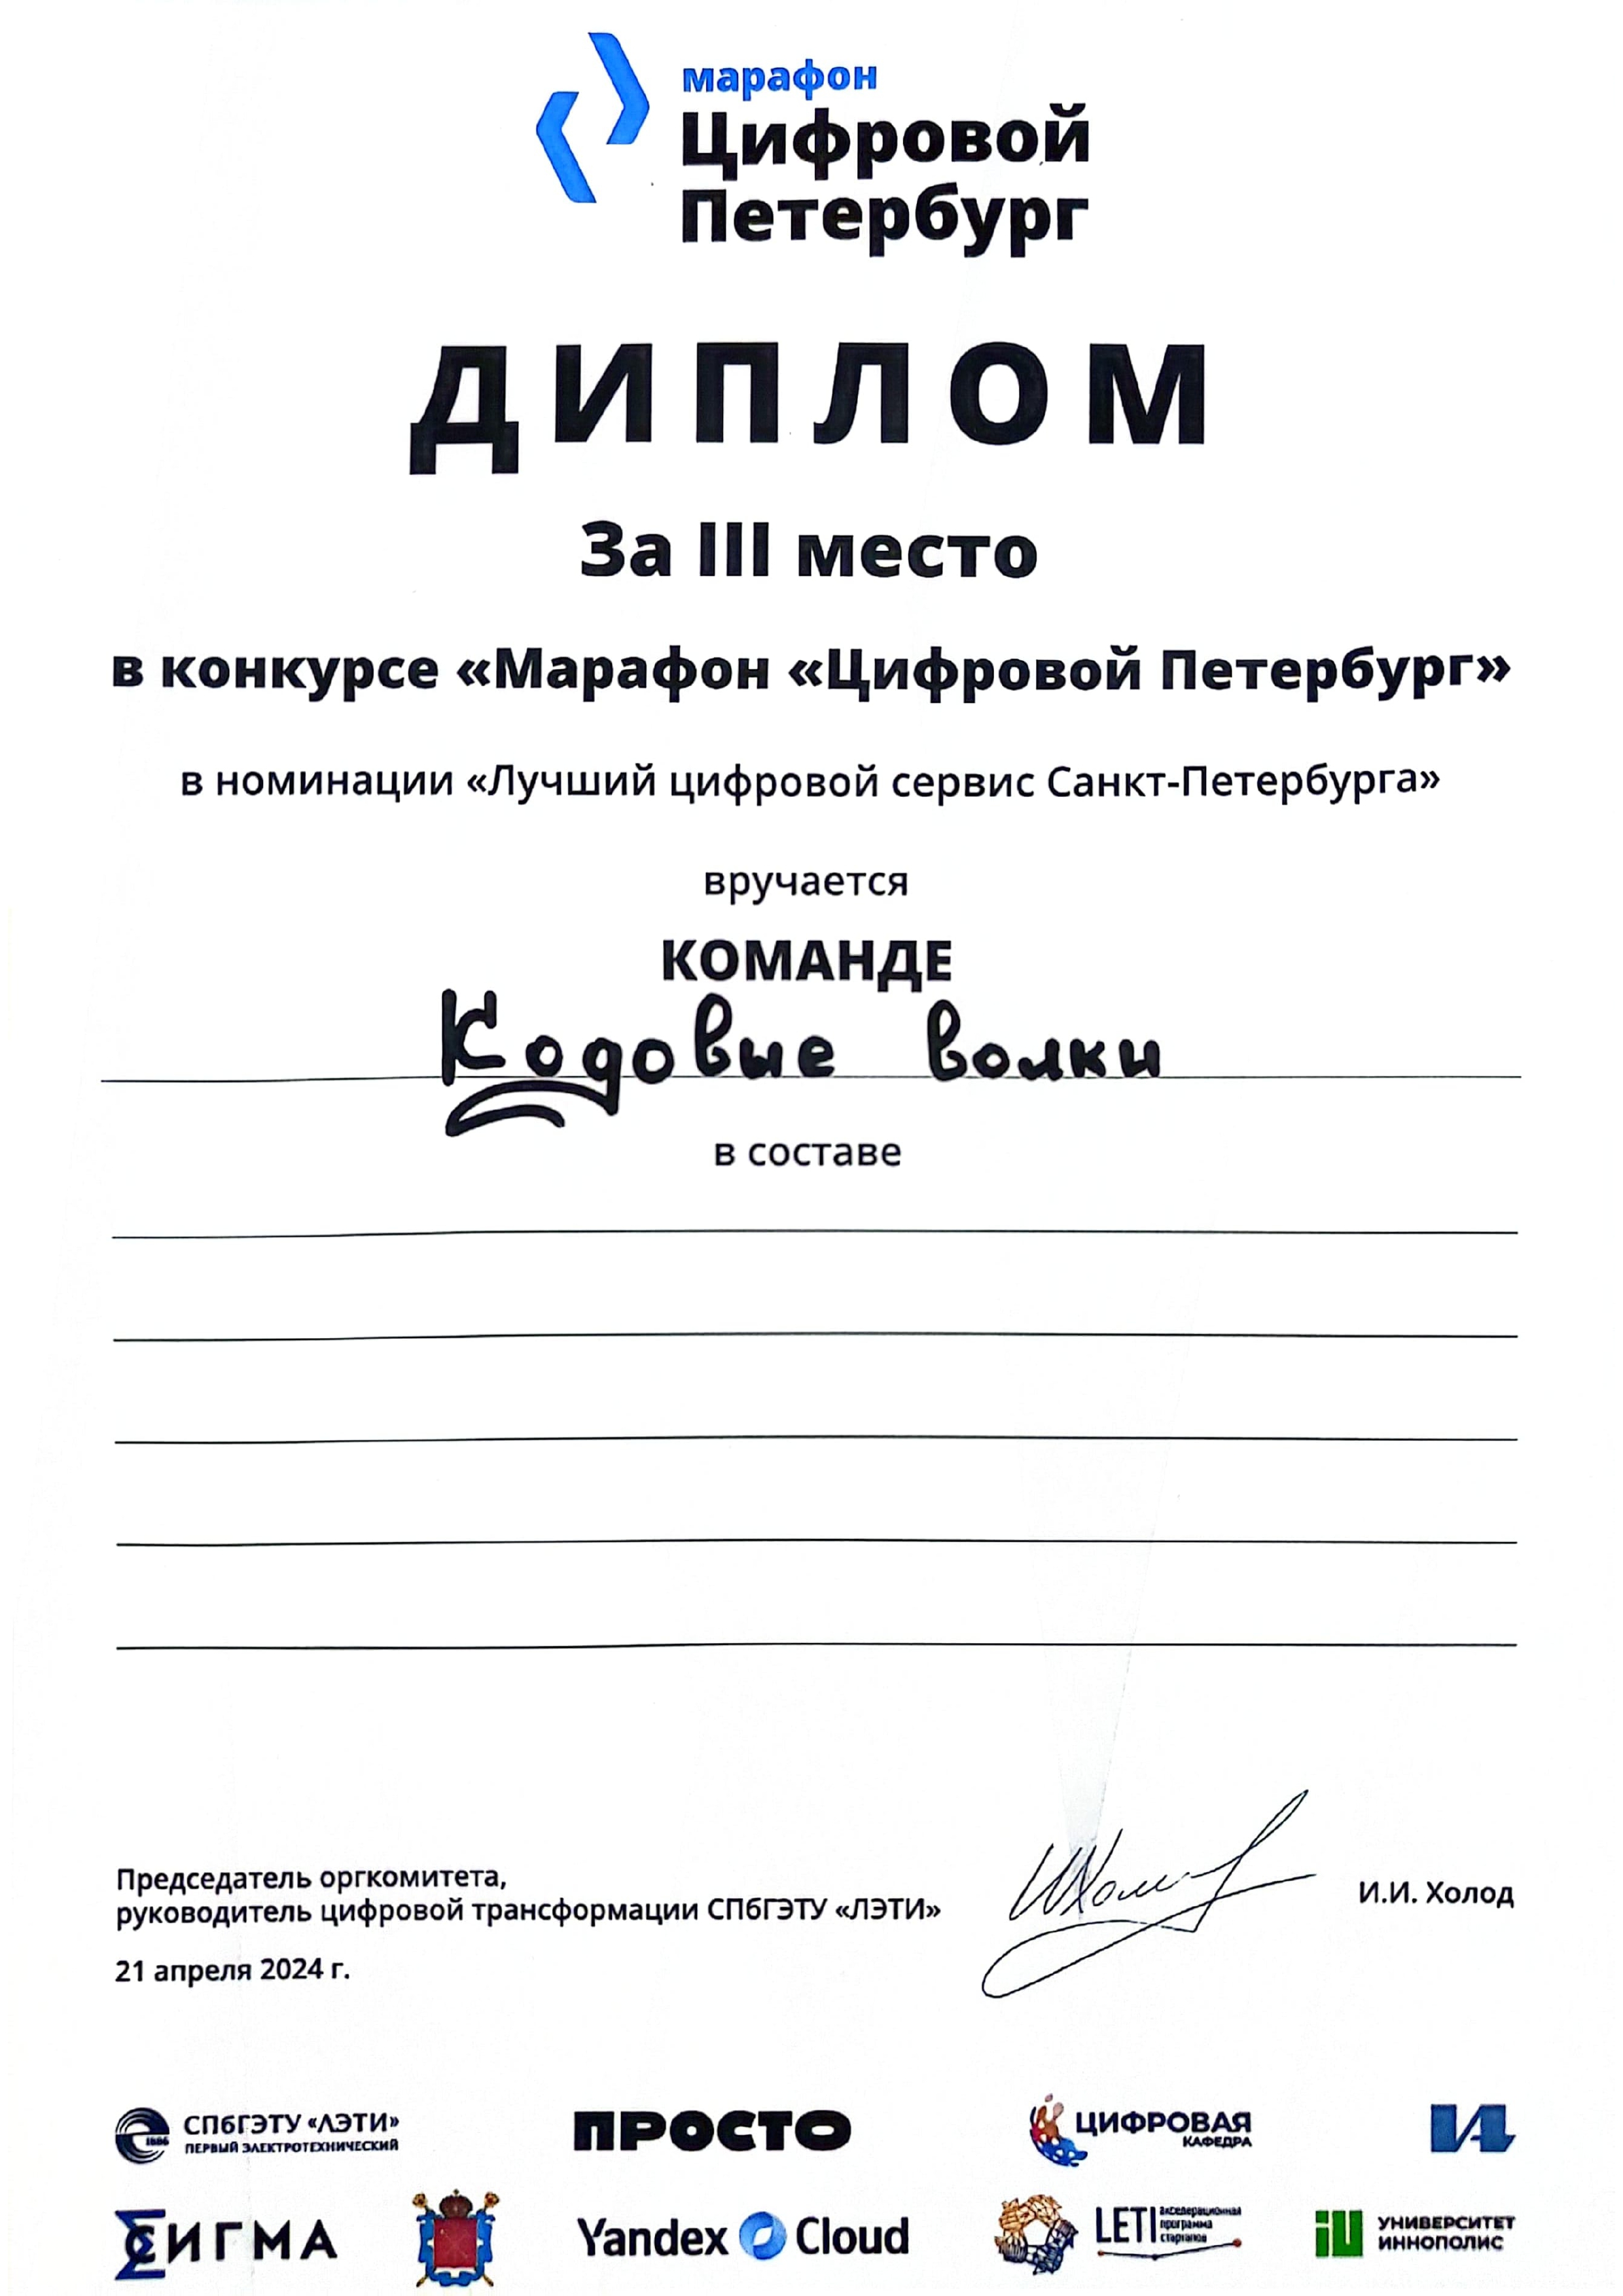 марафон
Цифровой
Петербург
ДИПЛОМ
За III место
в конкурсе «Марафон «Цифровой Петербург»
в номинации «Лучший цифровой сервис Санкт-Петербурга»
вручается
КОМАНДЕ
Кодовые волки
в составе
Председатель оргкомитета,
руководитель цифровой трансформации СПбГЭТУ «ЛЭТИ»
И.И. Холод
21 апреля 2024 г.
СПбГЭТУ «ЛЭТИ»
ПЕРВЫЙ ЭЛЕКТРОТЕХНИЧЕСКИЙ
1886
ПРОСТО
ЦИФРОВАЯ
КАФЕДРА
СИГМА
Yandex Cloud
LETI
акселерационная
программа
стартапов
УНИВЕРСИТЕТ
ИННОПОЛИС